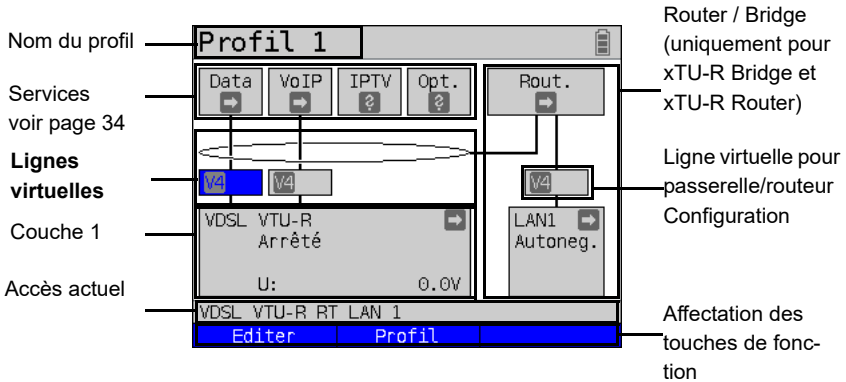 Nom du profil
Services
voir page 34
Lignes
virtuelles
Couche 1
Accès actuel
Profil 1
Data
VoIP
IPTV
Opt.
Rout.
?
?
V4
V4
V4
VDSL VTU-R
Arrêté
U: 0.0V
LAN1
Autoneg.
VDSL VTU-R RT LAN 1
Editer
Profil
Router / Bridge
(uniquement pour
xTU-R Bridge et
xTU-R Router)
Ligne virtuelle pour
passerelle/routeur
Configuration
Affectation des
touches de fonc-
tion